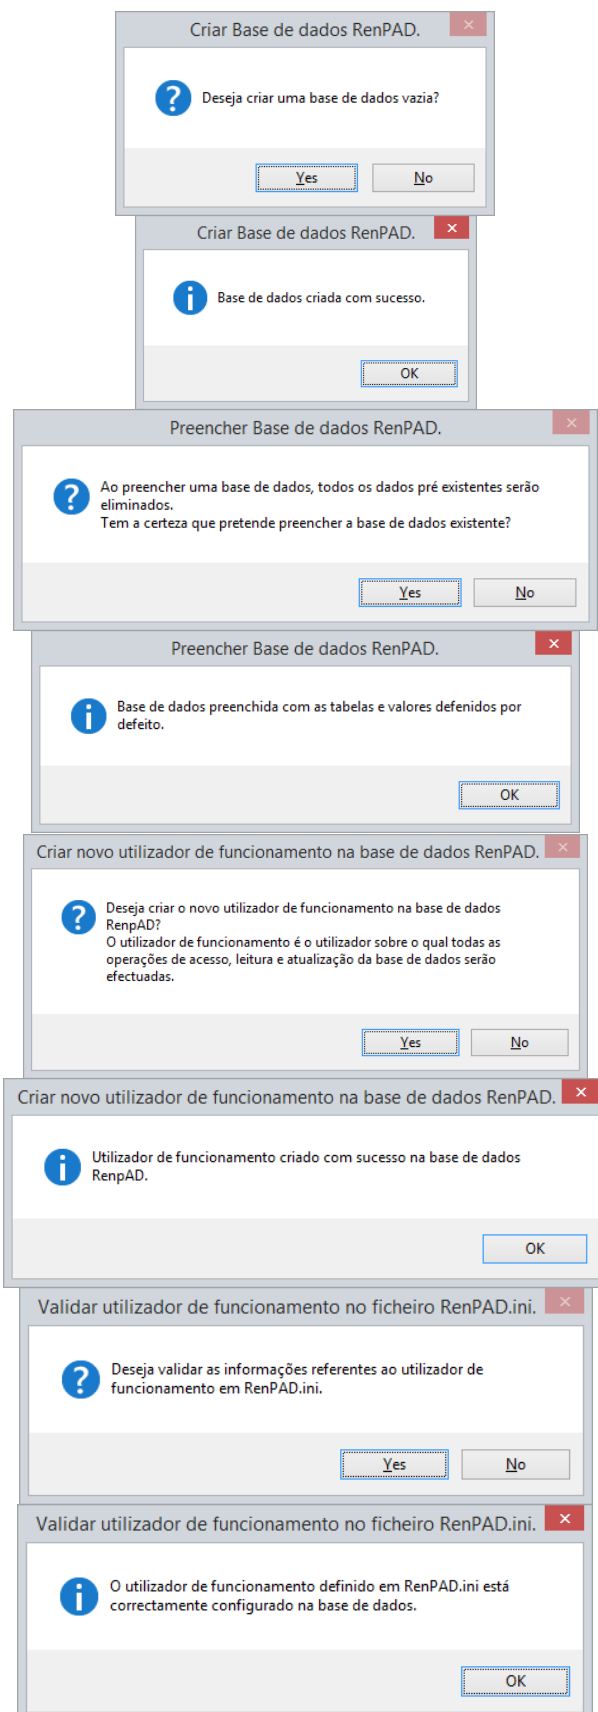 Criar Base de dados RenPAD.
Deseja criar uma base de dados vazia?
Yes No
Criar Base de dados RenPAD.
Base de dados criada com sucesso.
OK
Preencher Base de dados RenPAD.
Ao preencher uma base de dados, todos os dados pré existentes serão
eliminados.
Tem a certeza que pretende preencher a base de dados existente?
Yes No
Preencher Base de dados RenPAD.
Base de dados preenchida com as tabelas e valores defenidos por
defeito.
OK
Criar novo utilizador de funcionamento na base de dados RenPAD.
Deseja criar o novo utilizador de funcionamento na base de dados
RenpAD?
O utilizador de funcionamento é o utilizador sobre o qual todas as
operações de acesso, leitura e atualização da base de dados serão
efectuadas.
Yes No
Criar novo utilizador de funcionamento na base de dados RenPAD.
Utilizador de funcionamento criado com sucesso na base de dados
RenpAD.
OK
Validar utilizador de funcionamento no ficheiro RenPAD.ini.
Deseja validar as informações referentes ao utilizador de
funcionamento em RenPAD.ini.
Yes No
Validar utilizador de funcionamento no ficheiro RenPAD.ini.
O utilizador de funcionamento definido em RenPAD.ini está
correctamente configurado na base de dados.
OK